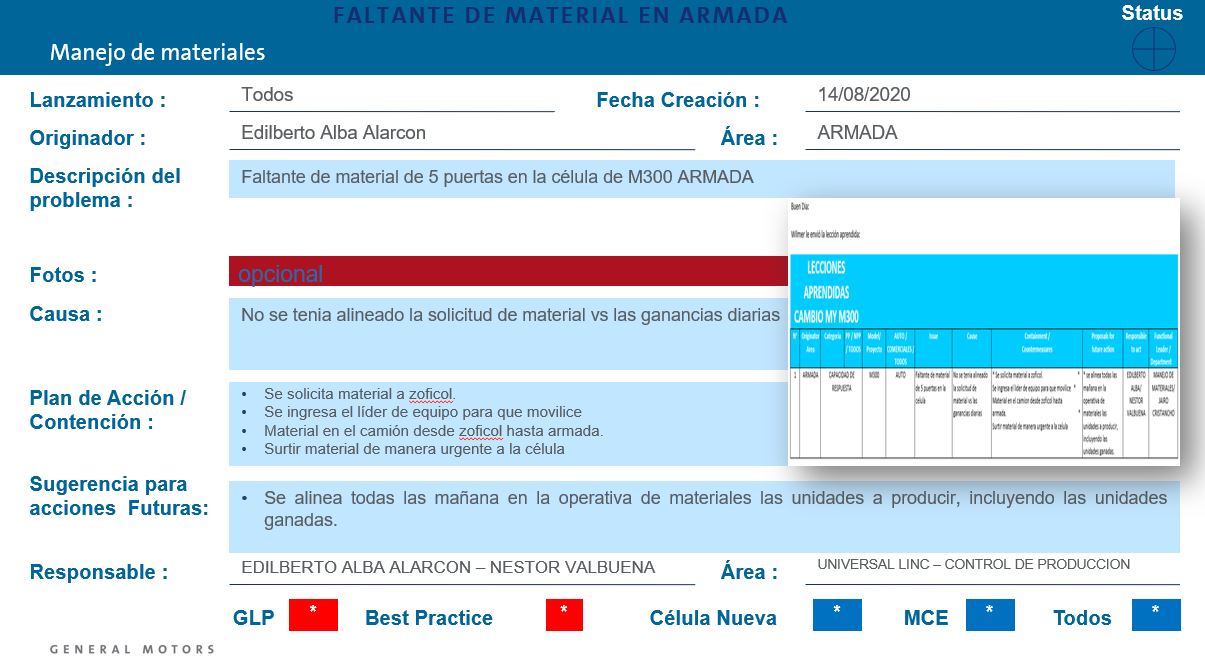 FALTANTE DE MATERIAL EN ARMADA
Status
Manejo de materiales
Lanzamiento :
Todos
Fecha Creación :
14/08/2020
Originador :
Edilberto Alba Alarcon
Área :
ARMADA
Descripción del
problema :
Faltante de material de 5 puertas en la célula de M300 ARMADA
Buen Dia:
Wilmer le envió la lección aprendida:
LECCIONES
APRENDIDAS
CAMBIO MY M300
N° Originator Area
Categoria
PP / NPP / TODOS
Model/ Proyecto
AUTO / COMERCIALES / TODOS
Issue
Cause
Containment / Countermeasures
Proposals for future action
Responsible to act
Functional Leader / Department
1
ARMADA
CAPACIDAD DE RESPUESTA
M300
AUTO
Faltante de material
de 5 puertas en la
célula
No se tenia alineado
la solicitud de
material vs las
ganancias diarias
* Se solicita material a zoficol. *
Se ingresa el líder de equipo para que movilice *
Material en el camión desde zoficol hasta
armada. *
Surtir material de manera urgente a la célula
* se alinea todas las
mañana en la
operativa de
materiales las
unidades a producir,
incluyendo las
unidades ganadas.
EDILBERTO
ALBA/
NESTOR
VALBUENA
MANEJO DE
MATERIALES/
JAIRO
CRISTANCHO
Fotos :
opcional
Causa :
No se tenia alineado la solicitud de material vs las ganancias diarias
Plan de Acción /
Contención :
• Se solicita material a zoficol.
• Se ingresa el líder de equipo para que movilice
• Material en el camión desde zoficol hasta armada.
• Surtir material de manera urgente a la célula
Sugerencia para
acciones Futuras:
• Se alinea todas las mañana en la operativa de materiales las unidades a producir, incluyendo las unidades
ganadas.
Responsable :
EDILBERTO ALBA ALARCON – NESTOR VALBUENA
Área :
UNIVERSAL LINC – CONTROL DE PRODUCCION
GLP * Best Practice * Célula Nueva * MCE * Todos *
GENERAL MOTORS